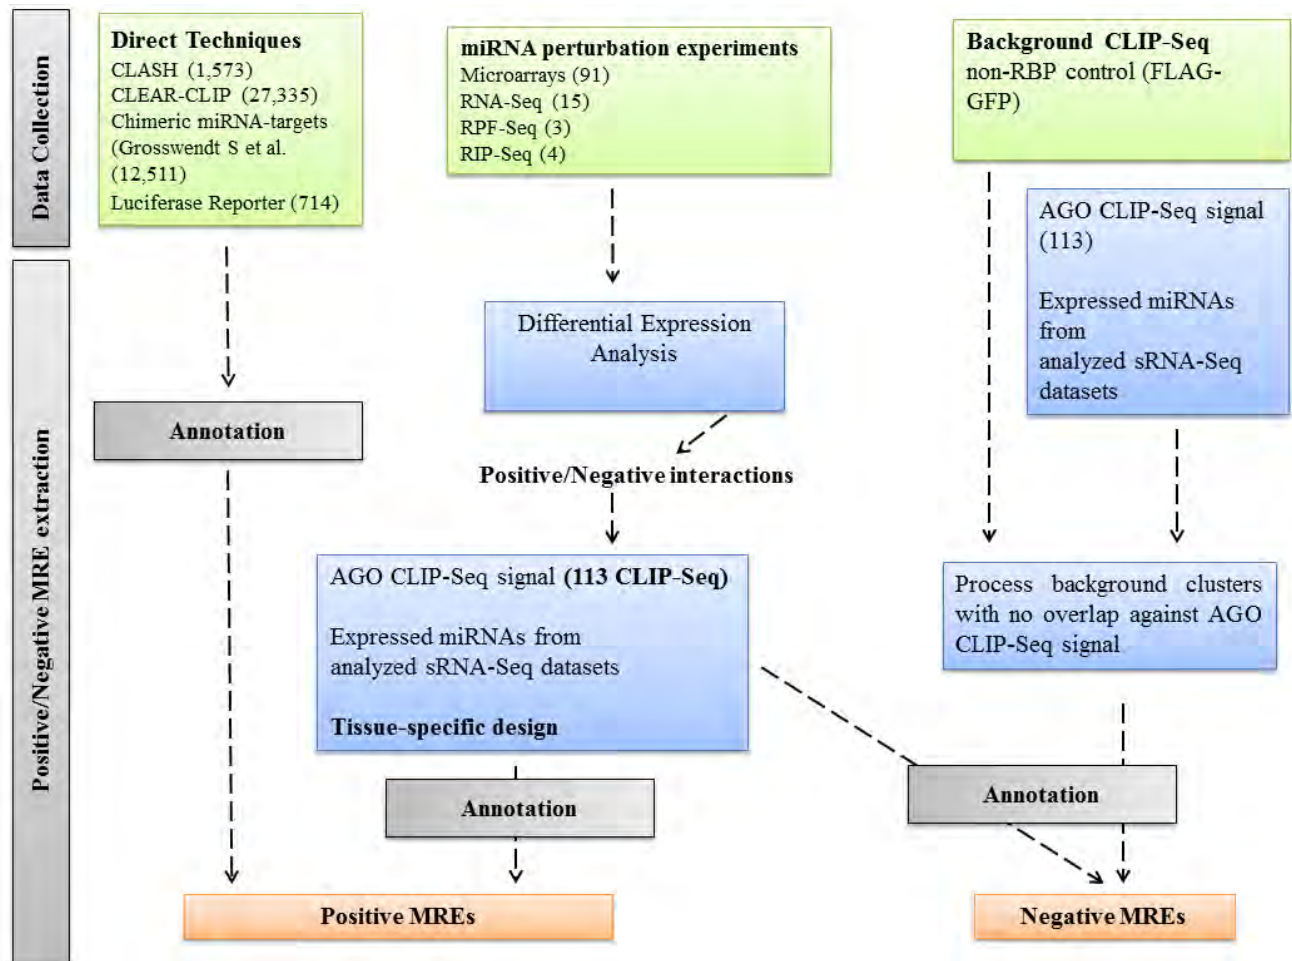 Data Collection
Direct Techniques
CLASH (1,573)
CLEAR-CLIP (27,335)
Chimeric miRNA-targets
(Grosswendt S et al.
(12,511)
Luciferase Reporter (714)
miRNA perturbation experiments
Microarrays (91)
RNA-Seq (15)
RPF-Seq (3)
RIP-Seq (4)
Background CLIP-Seq
non-RBP control (FLAG-
GFP)
AGO CLIP-Seq signal
(113)
Expressed miRNAs
from
analyzed sRNA-Seq
datasets
Positive/Negative MRE extraction
Differential Expression
Analysis
Annotation
Positive/Negative interactions
AGO CLIP-Seq signal (113 CLIP-Seq)
Expressed miRNAs from
analyzed sRNA-Seq datasets
Tissue-specific design
Process background clusters
with no overlap against AGO
CLIP-Seq signal
Annotation
Annotation
Positive MREs
Negative MREs